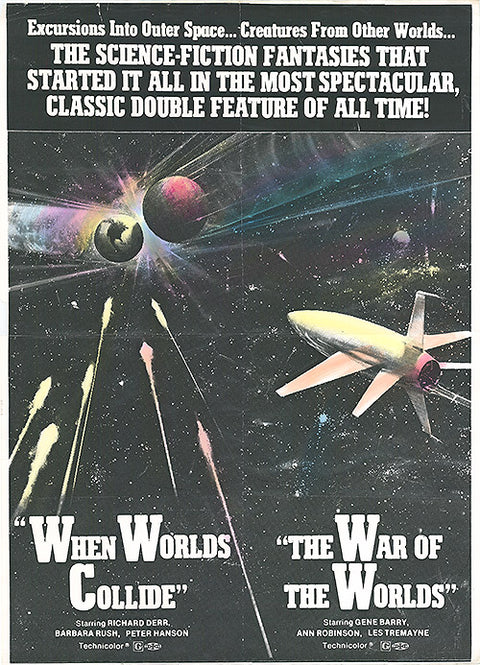 Excursions Into Outer Space... Creatures From Other Worlds...
THE SCIENCE-FICTION FANTASIES THAT
STARTED IT ALL IN THE MOST SPECTACULAR,
CLASSIC DOUBLE FEATURE OF ALL TIME!
"WHEN WORLDS
COLLIDE"
Starring RICHARD DERR,
BARBARA RUSH, PETER HANSON
Technicolor® G
"THE WAR OF
THE WORLDS"
Starring GENE BARRY,
ANN ROBINSON, LES TREMAYNE
Technicolor® G